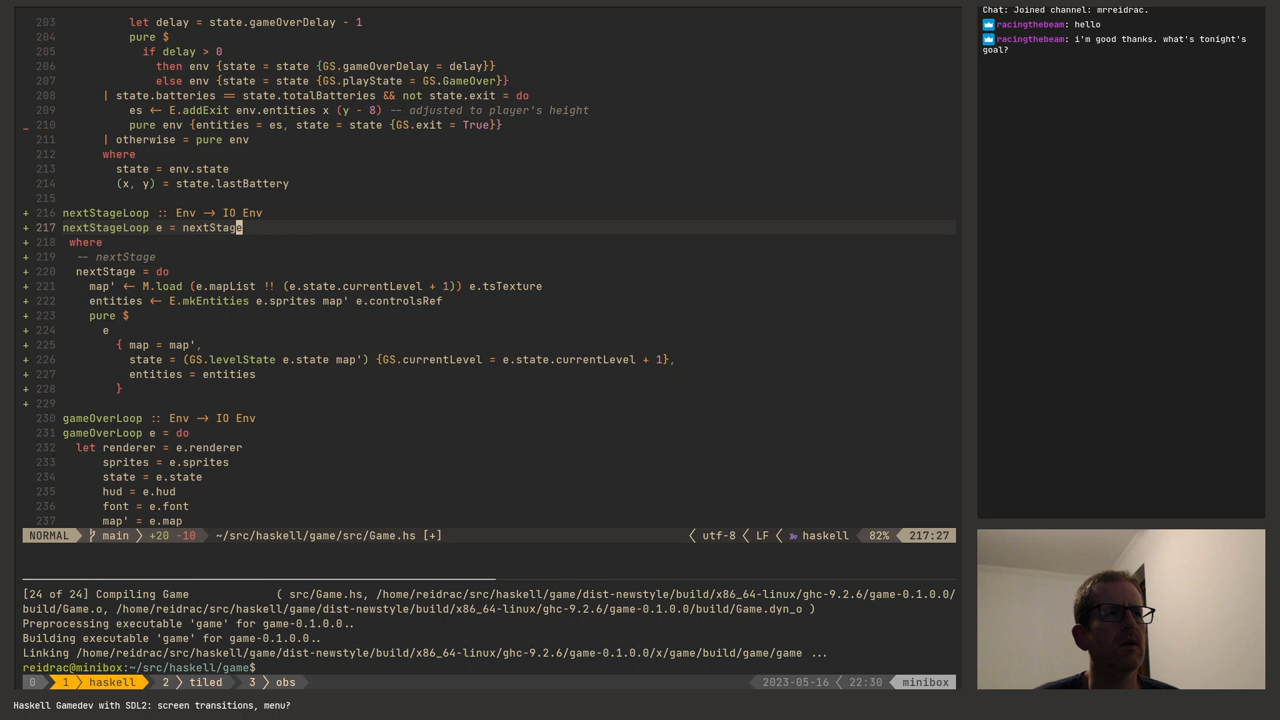 203 let delay = state.gameOverDelay - 1
204 pure $
205 if delay > 0
206 then env {state = state {GS.gameOverDelay = delay}}
207 else env {state = state {GS.playState = GS.GameOver}}
208 | state.batteries == state.totalBatteries && not state.exit = do
209 es <- E.addExit env.entities x (y - 8) -- adjusted to player's height
_ 210 pure env {entities = es, state = state {GS.exit = True}}
211 | otherwise = pure env
212 where
213 state = env.state
214 (x, y) = state.lastBattery
215
+ 216 nextStageLoop :: Env -> IO Env
+ 217 nextStageLoop e = nextStage
+ 218 where
+ 219 -- nextStage
+ 220 nextStage = do
+ 221 map' <- M.load (e.mapList !! (e.state.currentLevel + 1)) e.tsTexture
+ 222 entities <- E.mkEntities e.sprites map' e.controlsRef
+ 223 pure $
+ 224 e
+ 225 { map = map',
+ 226 state = (GS.levelState e.state map') {GS.currentLevel = e.state.currentLevel + 1},
+ 227 entities = entities
+ 228 }
+ 229
230 gameOverLoop :: Env -> IO Env
231 gameOverLoop e = do
232 let renderer = e.renderer
233 sprites = e.sprites
234 state = e.state
235 hud = e.hud
236 font = e.font
237 map' = e.map
NORMAL main +20 -10 ~/src/haskell/game/src/Game.hs [+] utf-8 LF haskell 82% 217:27
[24 of 24] Compiling Game ( src/Game.hs, /home/reidrac/src/haskell/game/dist-newstyle/build/x86_64-linux/ghc-9.2.6/game-0.1.0.0/
build/Game.o, /home/reidrac/src/haskell/game/dist-newstyle/build/x86_64-linux/ghc-9.2.6/game-0.1.0.0/build/Game.dyn_o )
Preprocessing executable 'game' for game-0.1.0.0..
Building executable 'game' for game-0.1.0.0..
Linking /home/reidrac/src/haskell/game/dist-newstyle/build/x86_64-linux/ghc-9.2.6/game-0.1.0.0/x/game/build/game/game ...
reidrac@minibox:~/src/haskell/game$
0 1 haskell 2 tiled 3 obs 2023-05-16 22:30 minibox
Haskell Gamedev with SDL2: screen transitions, menu?
Chat: Joined channel: mrreidrac.
racingthebeam: hello
racingthebeam: i'm good thanks. what's tonight's
goal?